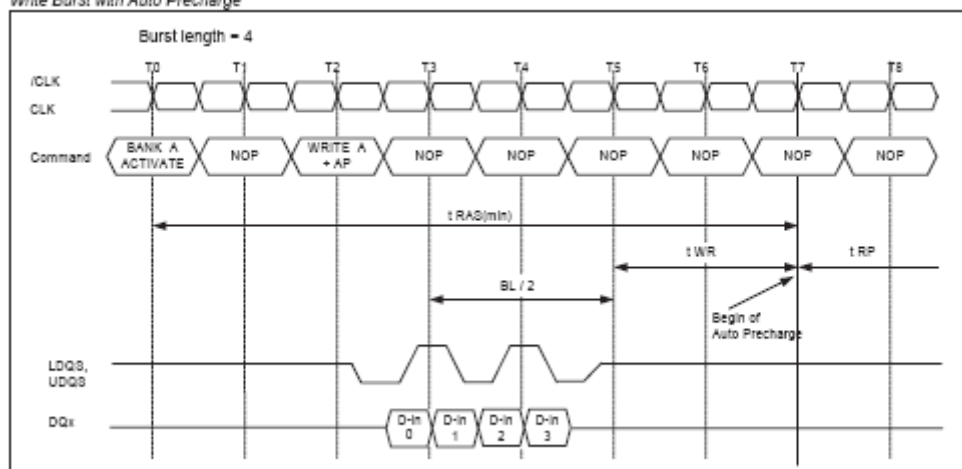 Write Burst with Auto Precharge
Burst length = 4
T0 T1 T2 T3 T4 T5 T6 T7 T8
/CLK
CLK
Command
BANK A
ACTIVATE
NOP
WRITE A
+ AP
NOP
NOP
NOP
NOP
NOP
NOP
t RAS(min)
t WR
t RP
BL / 2
Begin of
Auto Precharge
LDQS,
UDQS
DQx
D-in
0
D-in
1
D-in
2
D-in
3